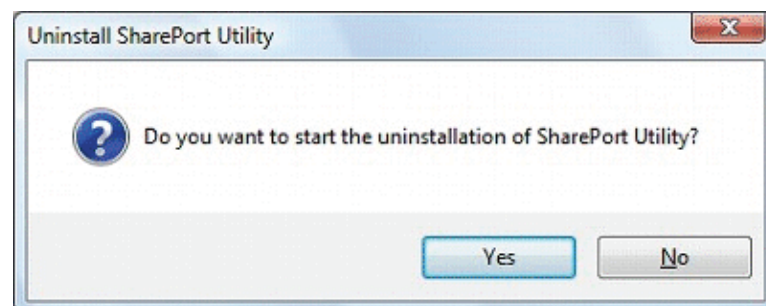 Uninstall SharePort Utility
Do you want to start the uninstallation of SharePort Utility?
Yes
No